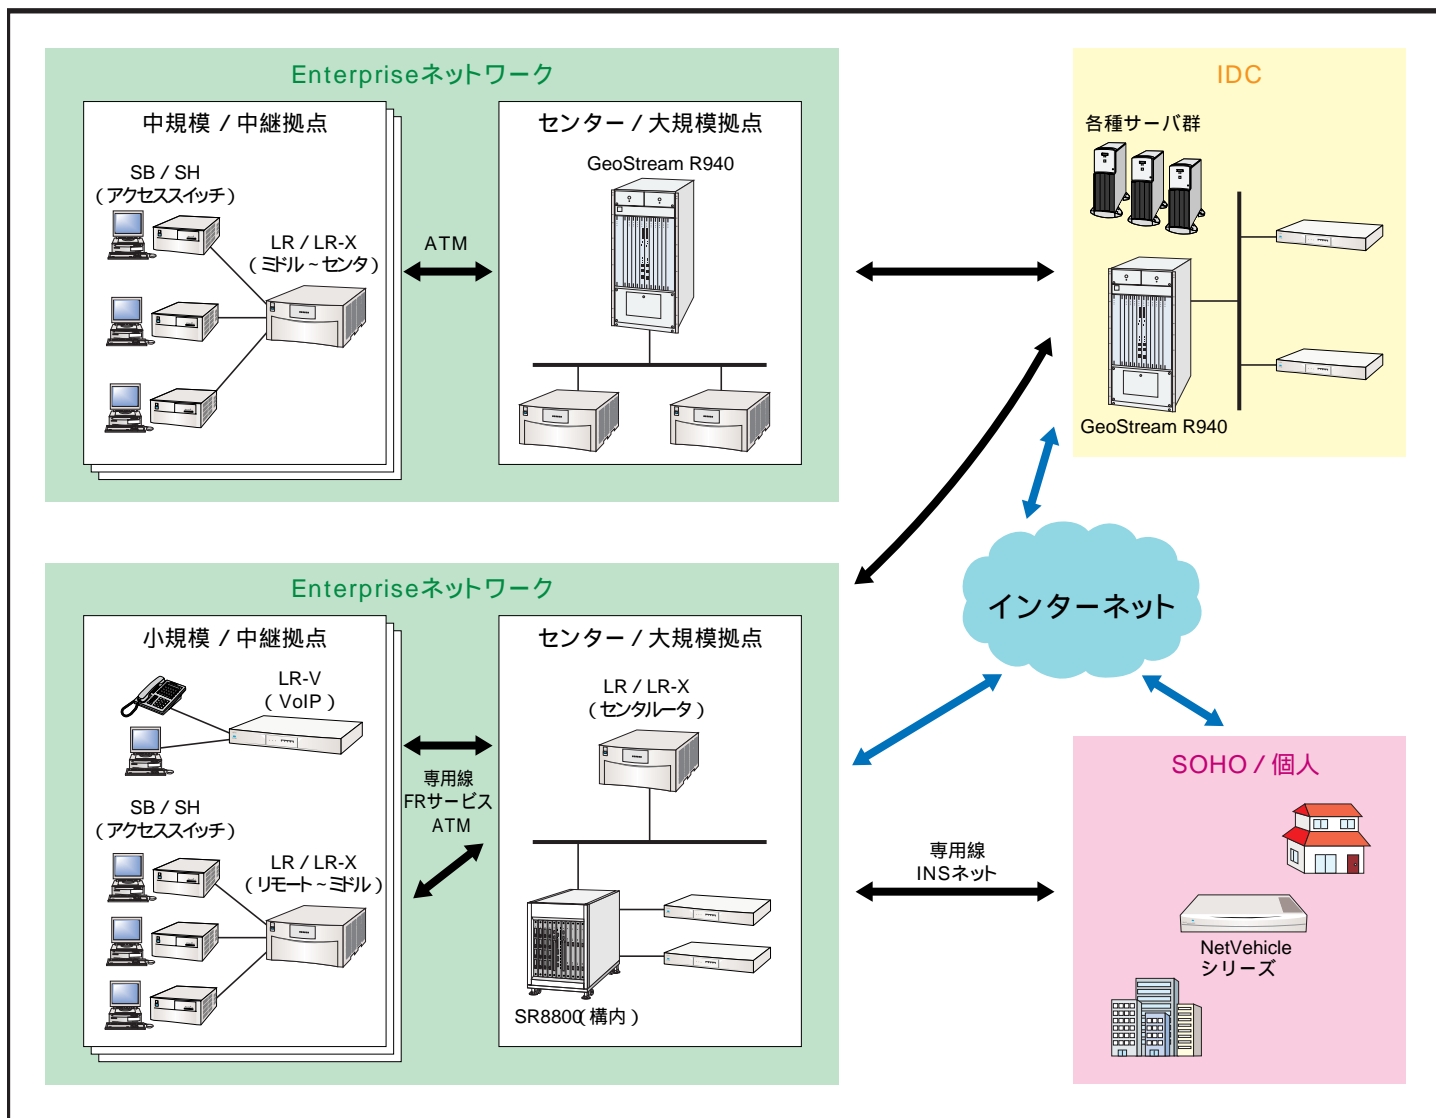 Enterpriseネットワーク
中規模 / 中継拠点
SB / SH
(アクセススイッチ)
LR / LR-X
(ミドル~センタ)
ATM
センター / 大規模拠点
GeoStream R940
IDC
各種サーバ群
GeoStream R940
インターネット
Enterpriseネットワーク
小規模 / 中継拠点
LR-V
(VoIP)
SB / SH
(アクセススイッチ)
LR / LR-X
(リモート~ミドル)
専用線
FRサービス
ATM
センター / 大規模拠点
LR / LR-X
(センタルータ)
SR8800(構内)
専用線
INSネット
SOHO / 個人
NetVehicle
シリーズ